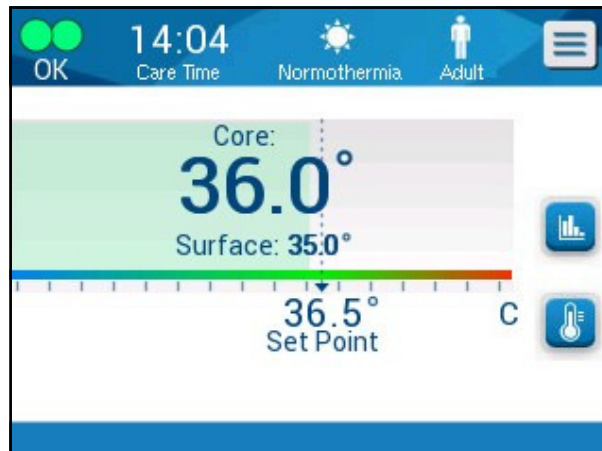 14:04
OK
Care Time
Normothermia
Adult
Core:
36.0°
Surface: 35.0°
36.5°
C
Set Point